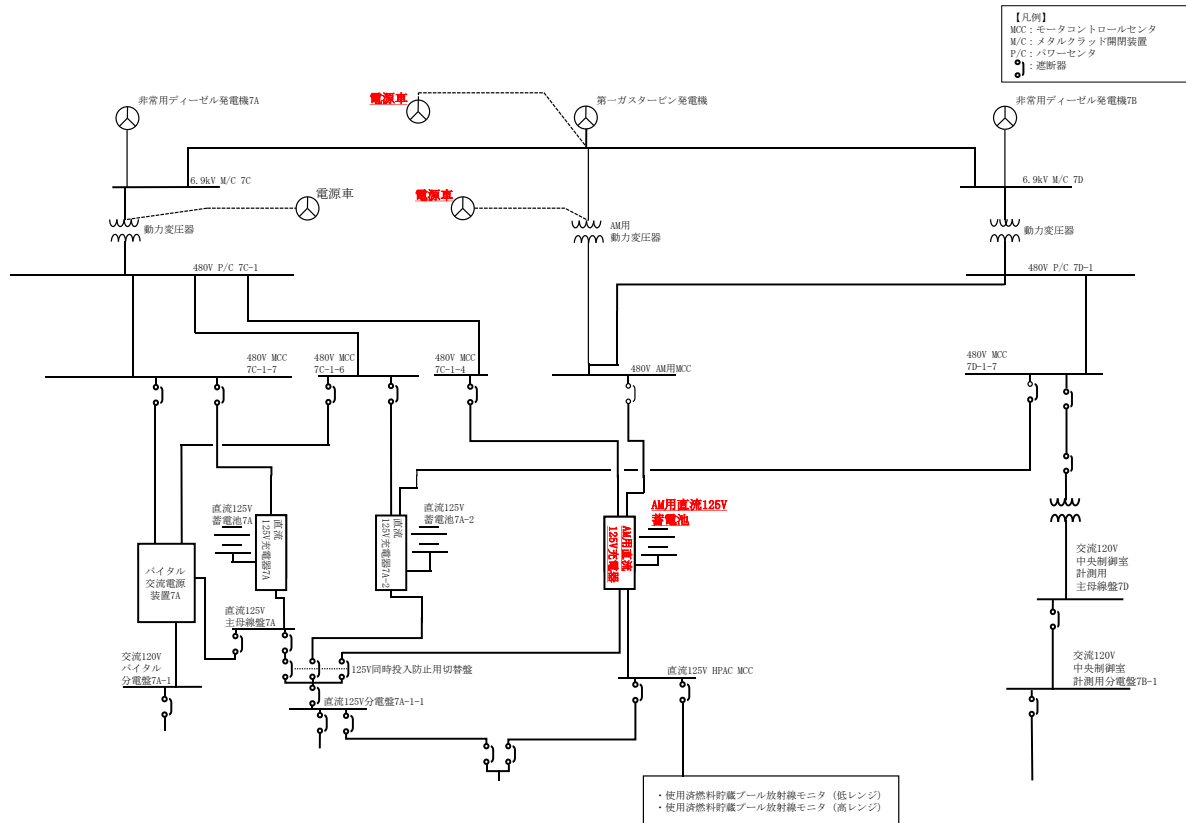 【凡例】
MCC：モータコントロールセンタ
M/C：メタルクラッド開閉装置
P/C：パワーセンタ
：遮断器
非常用ディーゼル発電機7A
電源車
第一ガスタービン発電機
非常用ディーゼル発電機7B
6.9kV M/C 7C
6.9kV M/C 7D
電源車
電源車
動力変圧器
AM用
動力変圧器
動力変圧器
480V P/C 7C-1
480V P/C 7D-1
480V MCC
7C-1-7
480V MCC
7C-1-6
480V MCC
7C-1-4
480V AM用MCC
480V MCC
7D-1-7
直流125V
蓄電池7A
直流
125V充電器7A
直流
125V充電器7A-2
直流125V
蓄電池7A-2
AM用直流125V
蓄電池
AM用直流
125V充電器
バイタル
交流電源
装置7A
交流120V
中央制御室
計測用
主母線盤7D
直流125V
主母線盤7A
交流120V
バイタル
分電盤7A-1
125V同時投入防止用切替盤
直流125V HPAC MCC
交流120V
中央制御室
計測用分電盤7B-1
直流125V分電盤7A-1-1
・使用済燃料貯蔵プール放射線モニタ（低レンジ）
・使用済燃料貯蔵プール放射線モニタ（高レンジ）